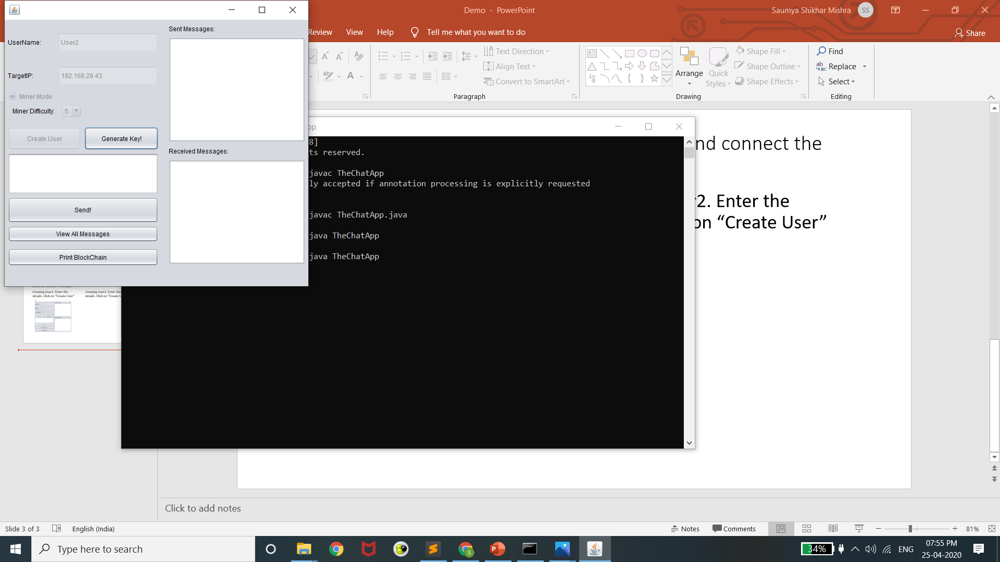 Demo - PowerPoint
Saumya Shikhar Mishra
SS
Review
View
Help
Tell me what you want to do
Share
Text Direction
Align Text
Convert to SmartArt
Paragraph
Arrange
Quick
Styles
Shape Fill
Shape Outline
Shape Effects
Drawing
Find
Replace
Select
Editing
UserName:
User2
TargetIP:
192.168.29.43
Miner Mode
Miner Difficulty:
5
Create User
Generate Key!
Send!
View All Messages
Print BlockChain
Sent Messages:
Received Messages:
pp
8]
ts reserved.
javac TheChatApp
ly accepted if annotation processing is explicitly requested
javac TheChatApp.java
java TheChatApp
java TheChatApp
nd connect the
2. Enter the
on “Create User”
Creating User1. Enter the
details. Click on “Create User”
Creating User2. Enter the
details. Click on “Create U
Click to add notes
Slide 3 of 3
English (India)
Notes
Comments
81%
Type here to search
34%
ENG
07:55 PM
25-04-2020